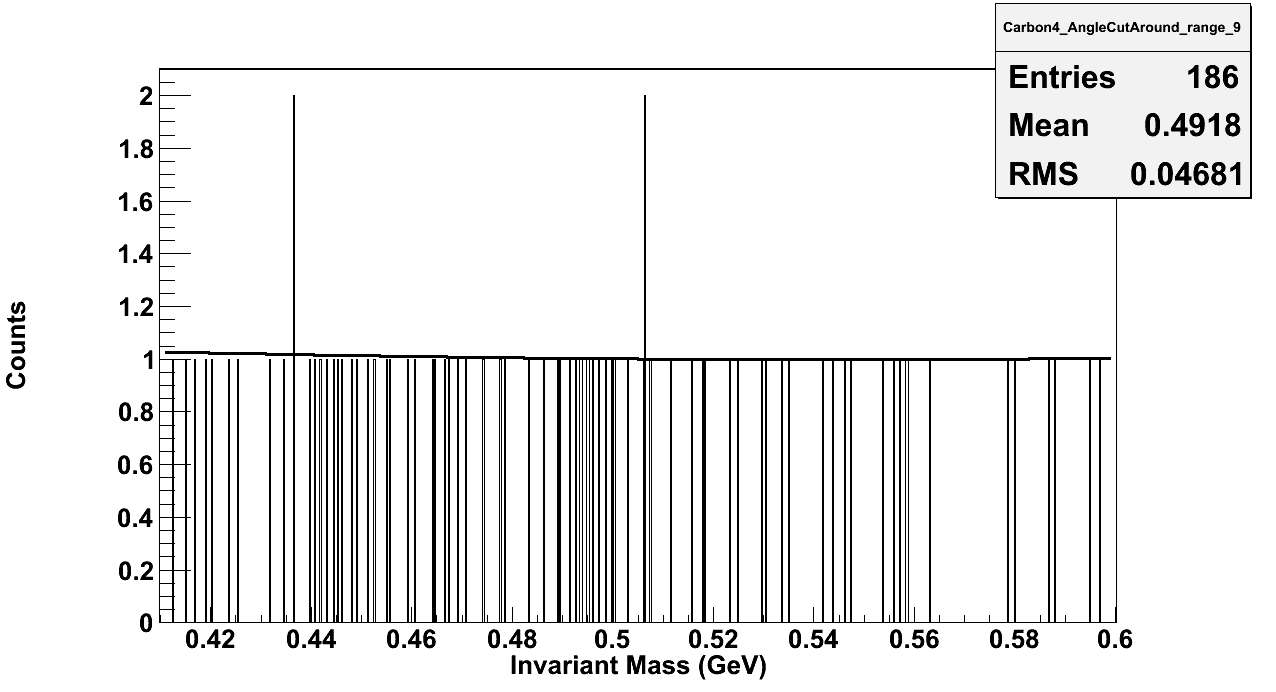 Carbon4_AngleCutAround_range_9
Entries 186
Mean 0.4918
RMS 0.04681
Counts
2
1.8
1.6
1.4
1.2
1
0.8
0.6
0.4
0.2
0
0.42 0.44 0.46 0.48 0.5 0.52 0.54 0.56 0.58 0.6
Invariant Mass (GeV)